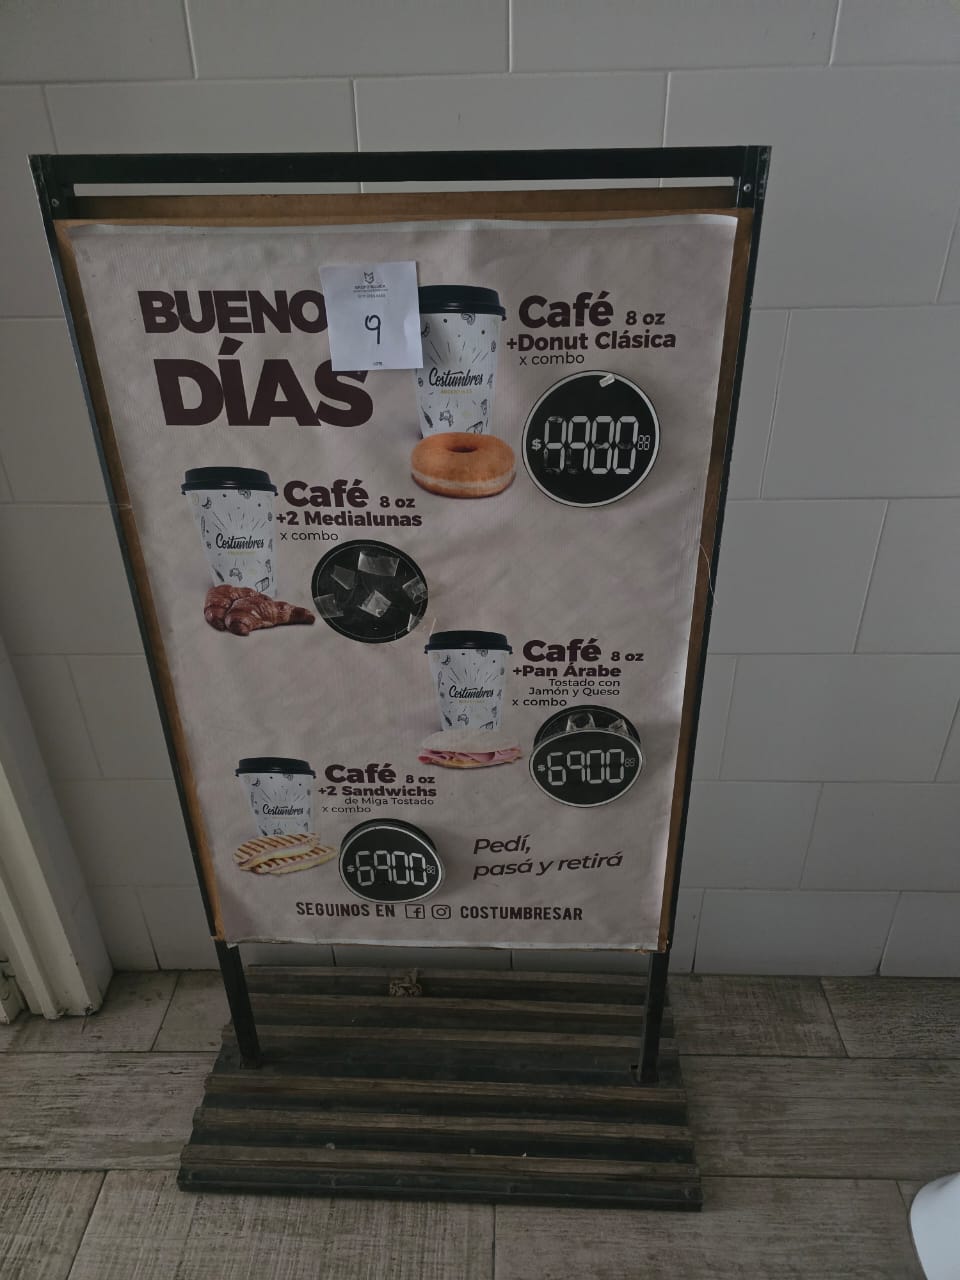 BUENO
DÍAS
9
Costumbres
Café 8 oz
+Donut Clásica
x combo
Costumbres
Café 8 oz
+2 Medialunas
x combo
Costumbres
Café 8 oz
+Pan Árabe
Tostado con
Jamón y Queso
x combo
$6900
Costumbres
Café 8 oz
+2 Sandwichs
de Miga Tostado
x combo
$6900
Pedí,
pasá y retirá
SEGUINOS EN COSTUMBRESAR